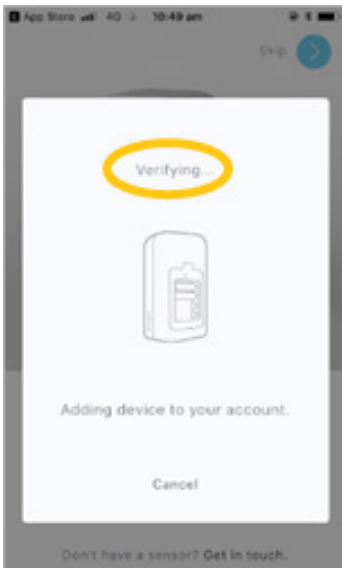 App Store 4G 10:49 am
Skip
Verifying...
Adding device to your account.
Cancel
Don't have a sensor? Get in touch.